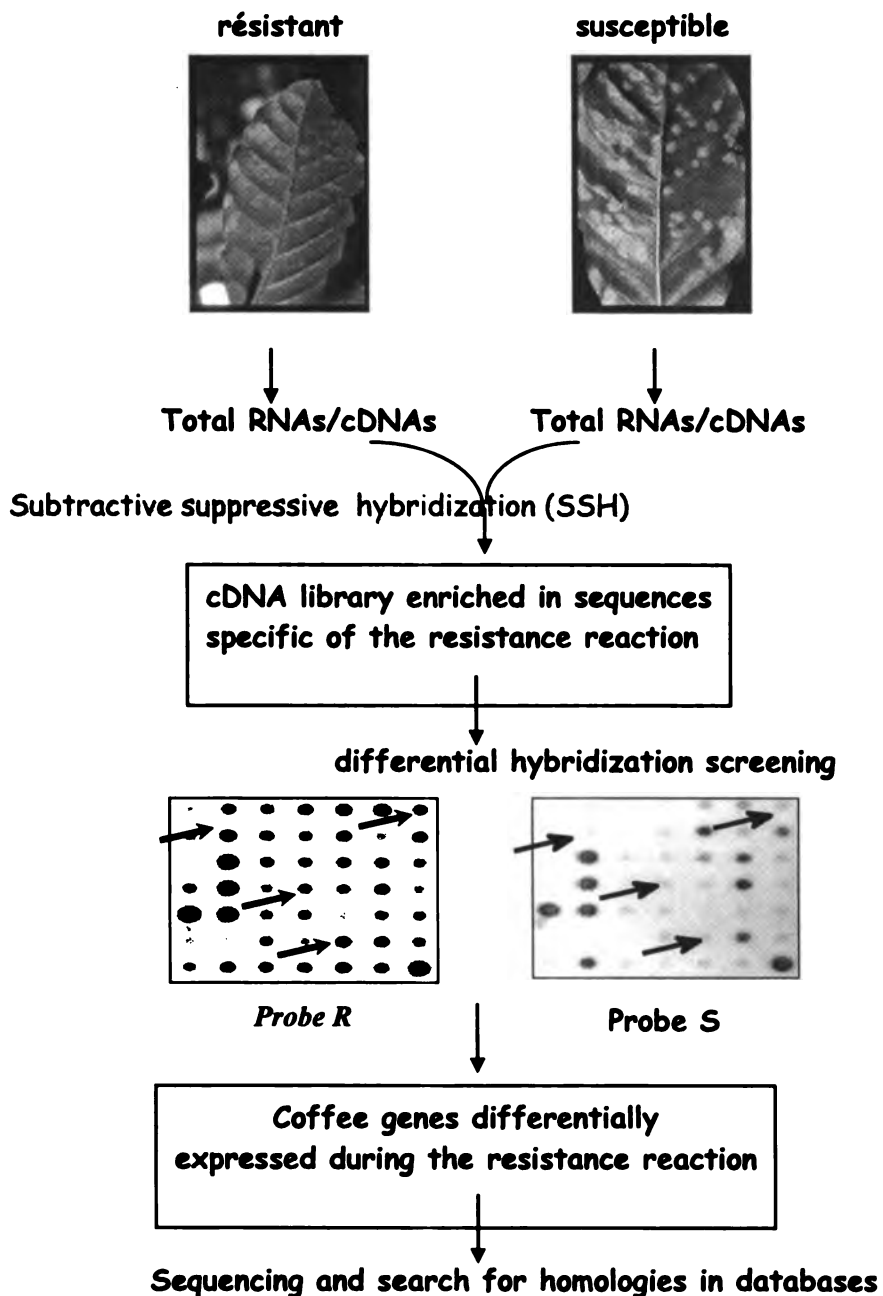 résistant
susceptible
Total RNAs/cDNAs
Total RNAs/cDNAs
Subtractive suppressive hybridization (SSH)
cDNA library enriched in sequences
specific of the resistance reaction
differential hybridization screening
Probe R
Probe S
Coffee genes differentially
expressed during the resistance reaction
Sequencing and search for homologies in databases